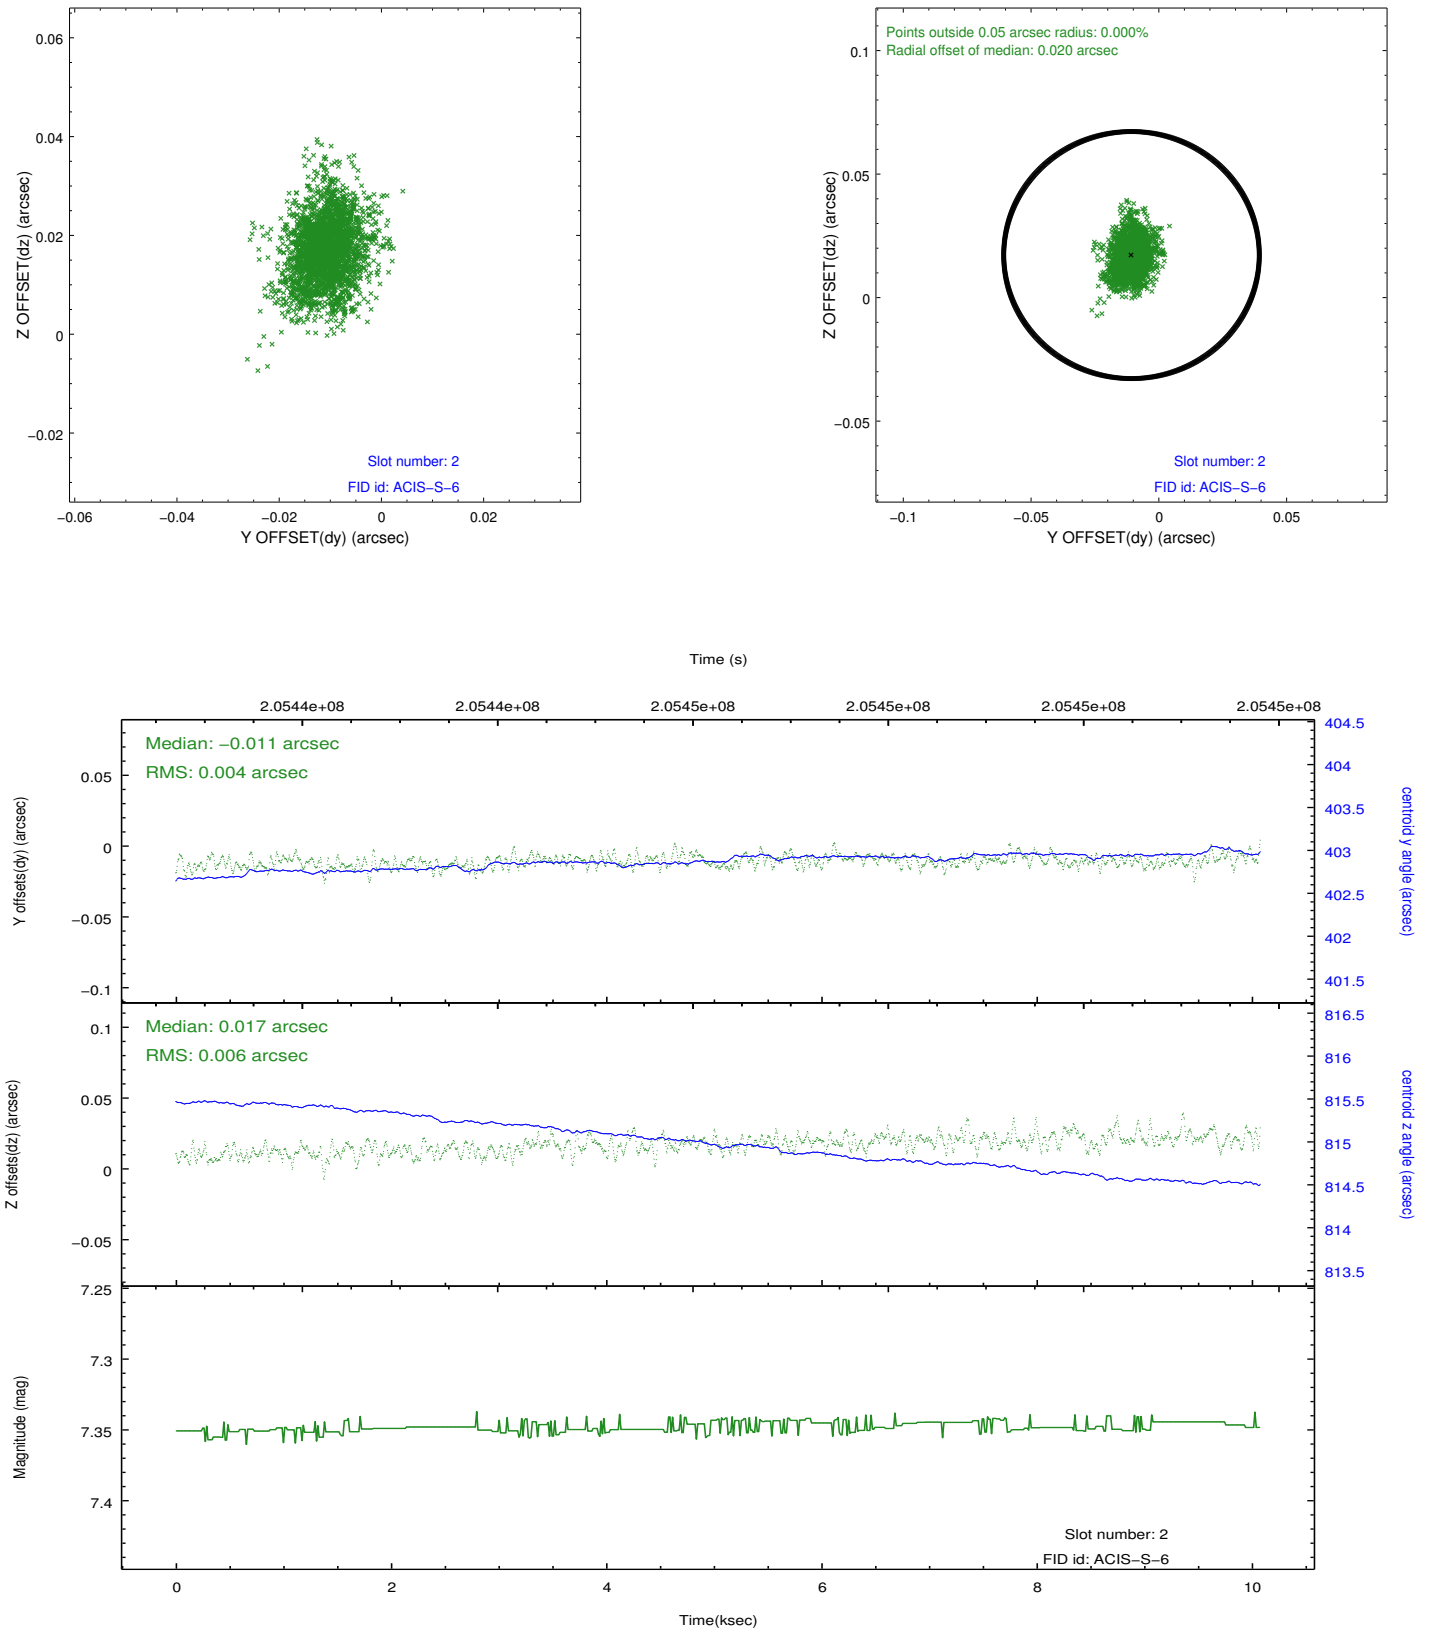 0.06
0.04
0.02
0
−0.02
Z OFFSET(dz) (arcsec)
Slot number: 2
FID id: ACIS−S−6
−0.06
−0.04
−0.02
0
0.02
Y OFFSET(dy) (arcsec)
Points outside 0.05 arcsec radius: 0.000%
Radial offset of median: 0.020 arcsec
0.1
0.05
0
−0.05
Z OFFSET(dz) (arcsec)
Slot number: 2
FID id: ACIS−S−6
−0.1
−0.05
0
0.05
Y OFFSET(dy) (arcsec)
Time (s)
2.0544e+08
2.0544e+08
2.0545e+08
2.0545e+08
2.0545e+08
2.0545e+08
Median: −0.011 arcsec
RMS: 0.004 arcsec
0.05
0
−0.05
−0.1
Y offsets(dy) (arcsec)
404.5
404
403.5
403
402.5
402
401.5
centroid y angle (arcsec)
Median: 0.017 arcsec
RMS: 0.006 arcsec
0.1
0.05
0
−0.05
Z offsets(dz) (arcsec)
816.5
816
815.5
815
814.5
814
813.5
centroid z angle (arcsec)
7.25
7.3
7.35
7.4
Magnitude (mag)
Slot number: 2
FID id: ACIS−S−6
0
2
4
6
8
10
Time(ksec)